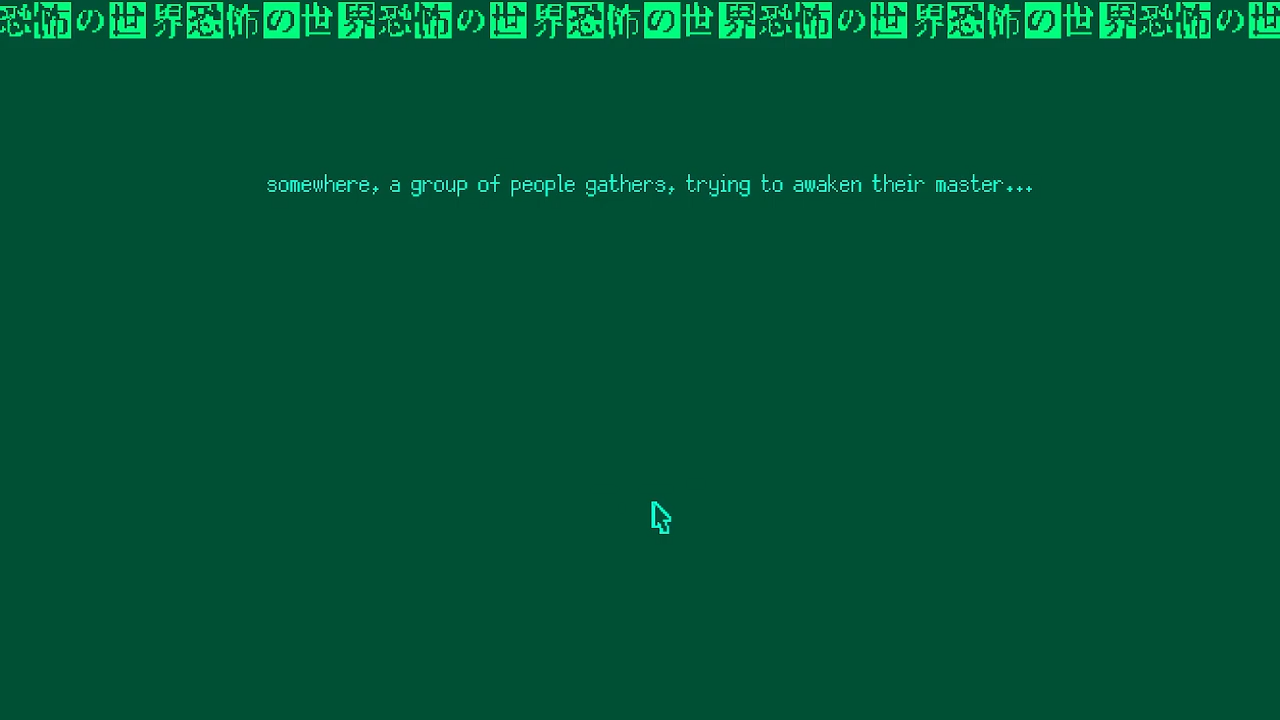 恐怖の世界恐怖の世界恐怖の世界恐怖の世界恐怖の世界恐怖の世界恐怖の世
somewhere, a group of people gathers, trying to awaken their master...